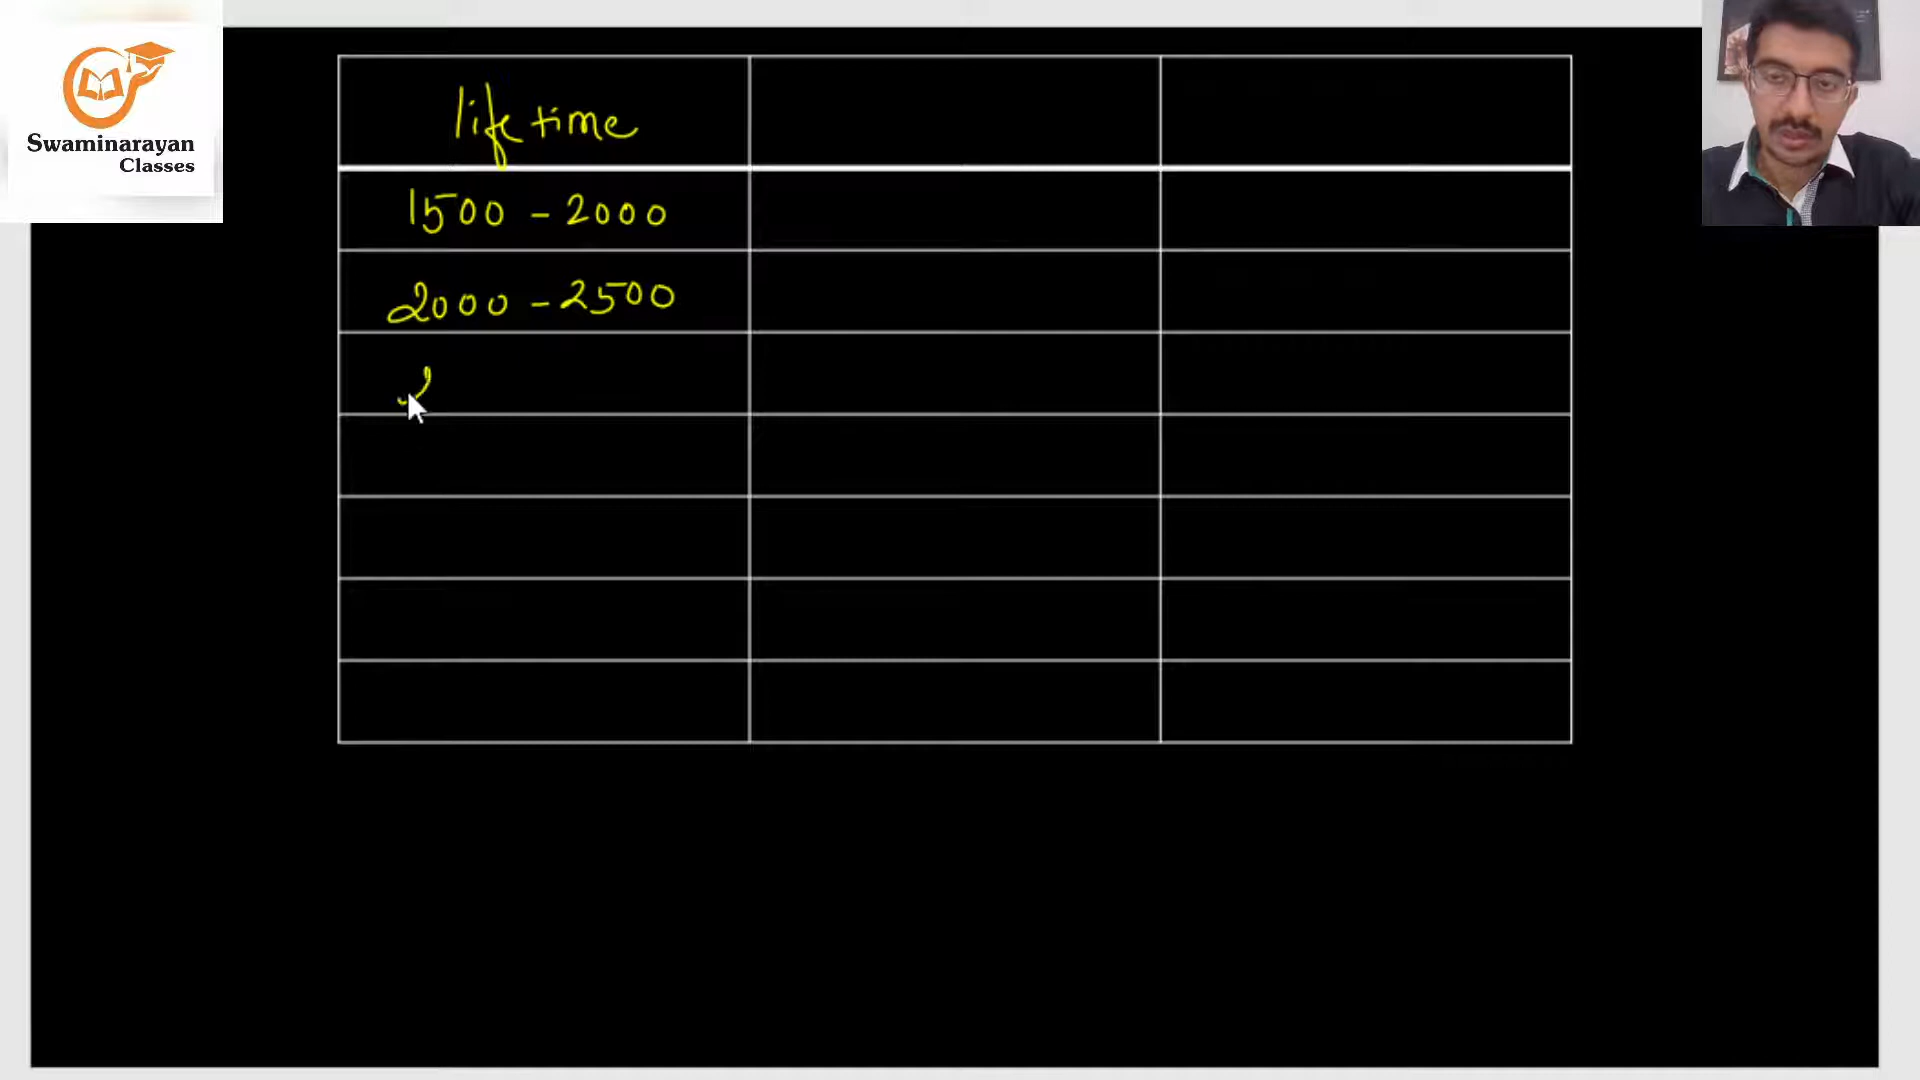 Swaminarayan
Classes
life time
1500 - 2000
2000 - 2500